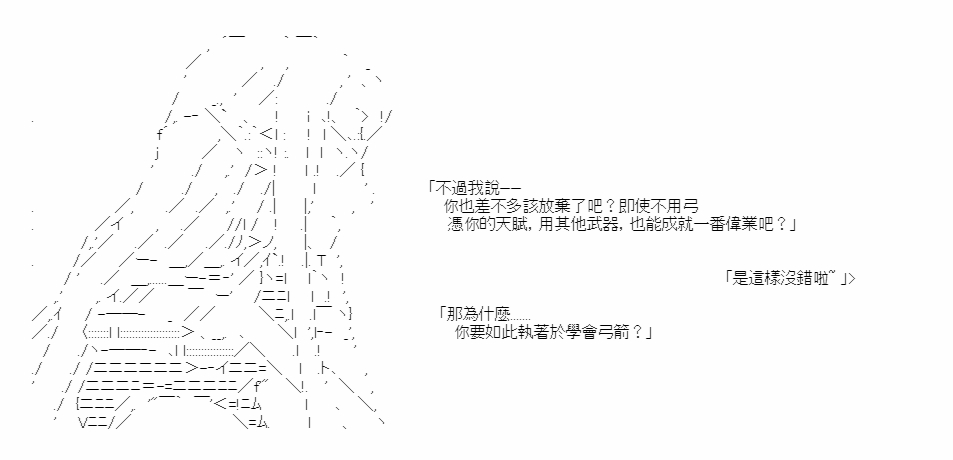 「不過我說——
你也差不多該放棄了吧？即使不用弓
憑你的天賦，用其他武器，也能成就一番偉業吧？」
「是這樣沒錯啦~」>
「那為什麼......
你要如此執著於學會弓箭？」